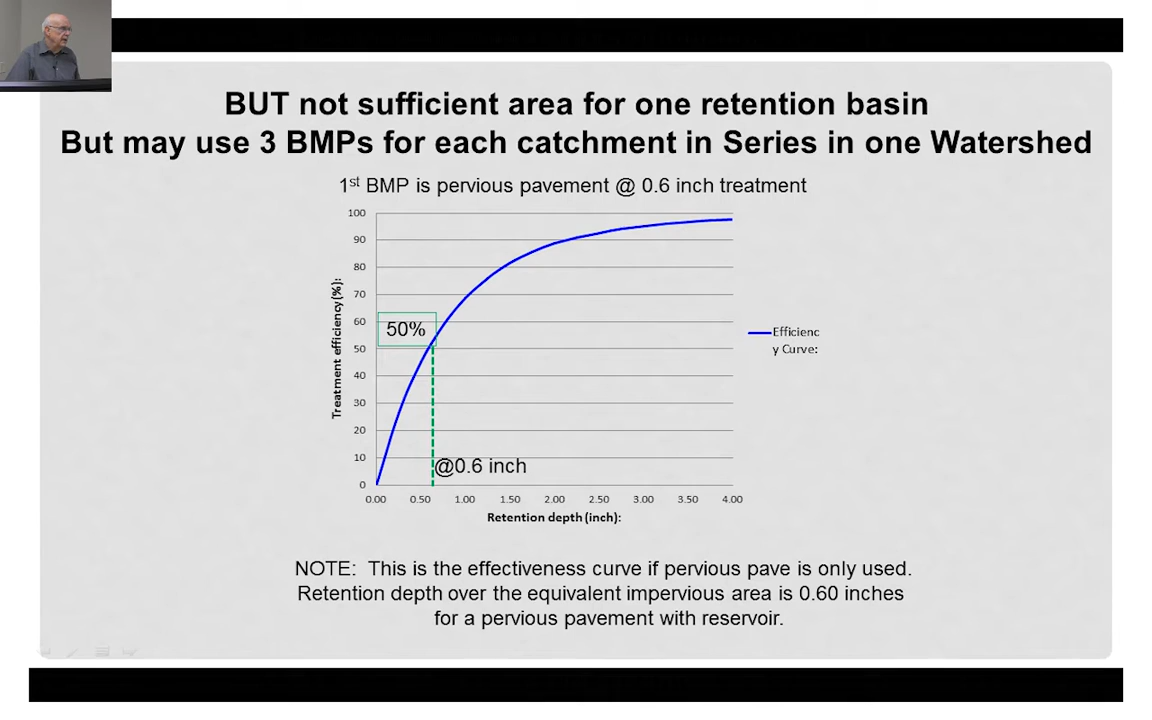 BUT not sufficient area for one retention basin
But may use 3 BMPs for each catchment in Series in one Watershed
1st BMP is pervious pavement @ 0.6 inch treatment
100
90
80
70
60
50
40
30
20
10
0
Treatment efficiency(%):
50%
@0.6 inch
0.00 0.50 1.00 1.50 2.00 2.50 3.00 3.50 4.00
Retention depth (inch):
Efficienc
y Curve:
NOTE: This is the effectiveness curve if pervious pave is only used.
Retention depth over the equivalent impervious area is 0.60 inches
for a pervious pavement with reservoir.